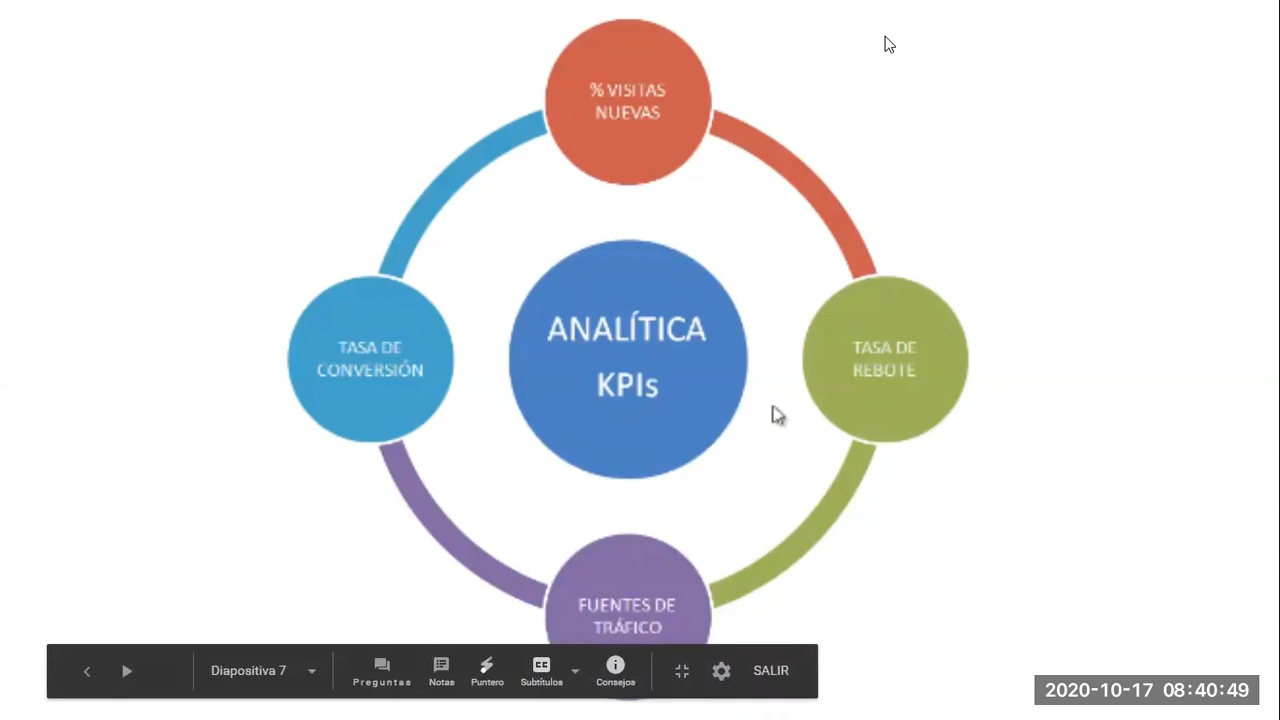 % VISITAS
NUEVAS
ANALÍTICA
KPIs
TASA DE
CONVERSIÓN
TASA DE
REBOTE
FUENTES DE
TRÁFICO
Diapositiva 7
Preguntas
Notas
Puntero
CC
Subtítulos
Consejos
SALIR
2020-10-17 08:40:49